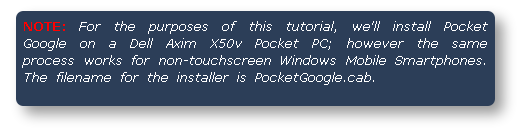 NOTE: For the purposes of this tutorial, we'll install Pocket
Google on a Dell Axim X50v Pocket PC; however the same
process works for non-touchscreen Windows Mobile Smartphones.
The filename for the installer is PocketGoogle.cab.